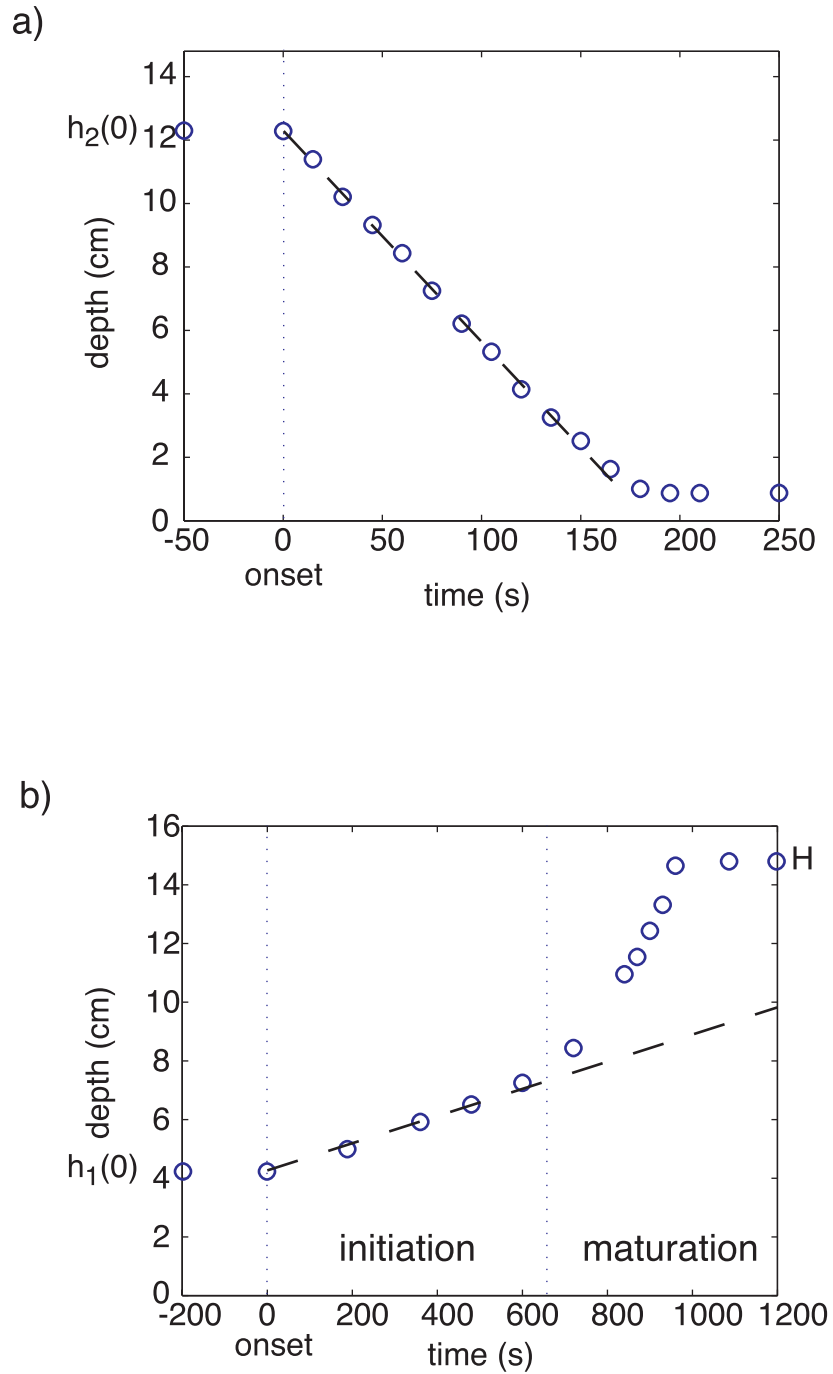 a)
14
h2(0) 12
10
8
6
4
2
0
depth (cm)
-50 0 50 100 150 200 250
onset
time (s)
b)
16
14
12
10
8
6
h1(0) 4
2
0
depth (cm)
H
initiation maturation
-200 0 200 400 600 800 1000 1200
onset
time (s)